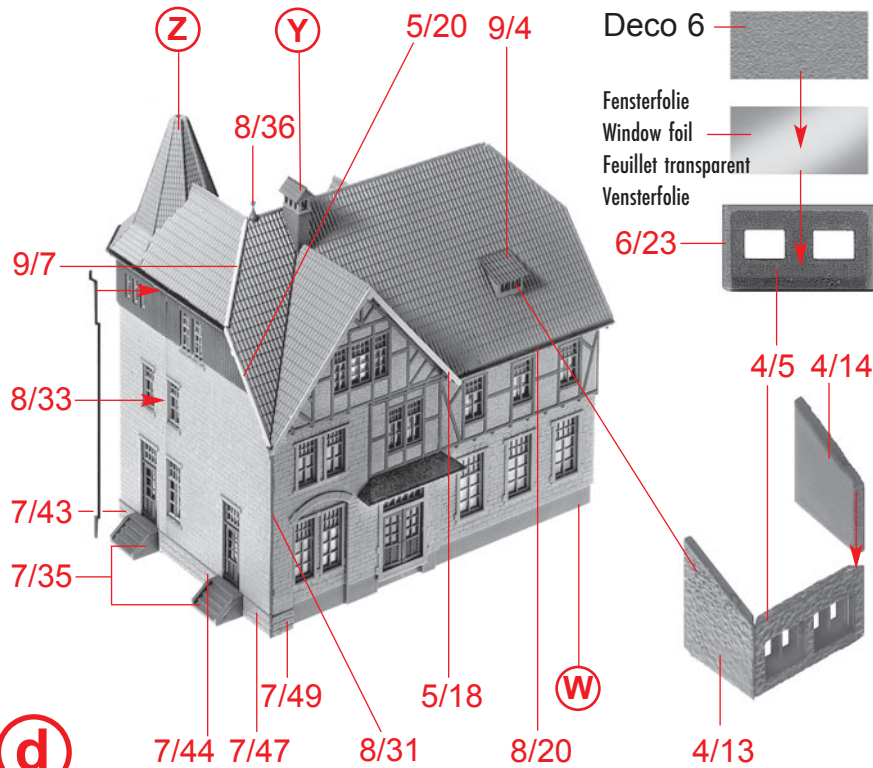 Z
Y
5/20
9/4
Deco 6
8/36
Fensterfolie
Window foil
Feuillet transparent
Vensterfolie
9/7
6/23
4/5
4/14
8/33
7/43
7/35
7/49
5/18
W
d
7/44
7/47
8/31
8/20
4/13